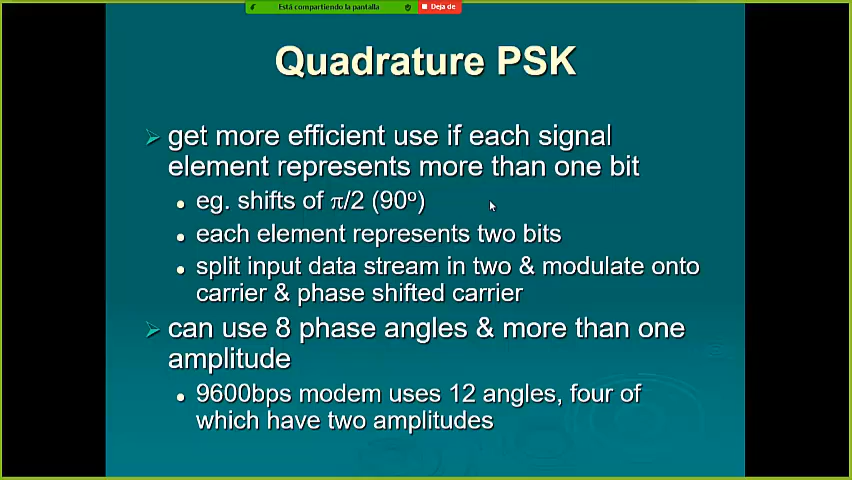 Está compartiendo la pantalla
Deja de
Quadrature PSK
get more efficient use if each signal
element represents more than one bit
eg. shifts of π/2 (90º)
each element represents two bits
split input data stream in two & modulate onto
carrier & phase shifted carrier
can use 8 phase angles & more than one
amplitude
9600bps modem uses 12 angles, four of
which have two amplitudes